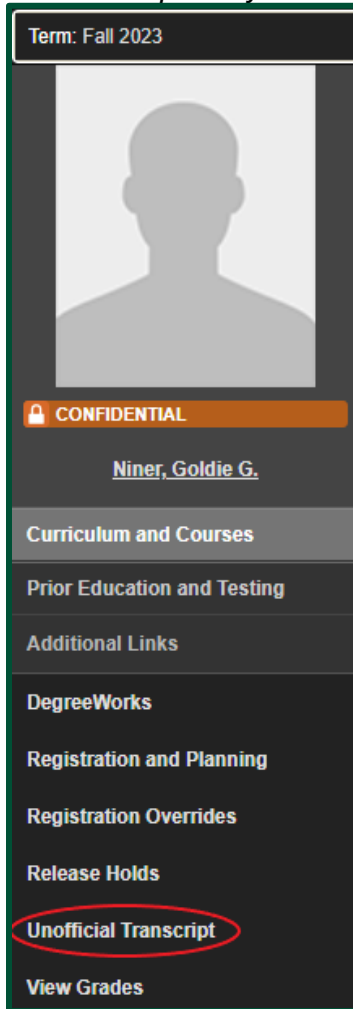 Term: Fall 2023
CONFIDENTIAL
Niner, Goldie G.
Curriculum and Courses
Prior Education and Testing
Additional Links
DegreeWorks
Registration and Planning
Registration Overrides
Release Holds
Unofficial Transcript
View Grades